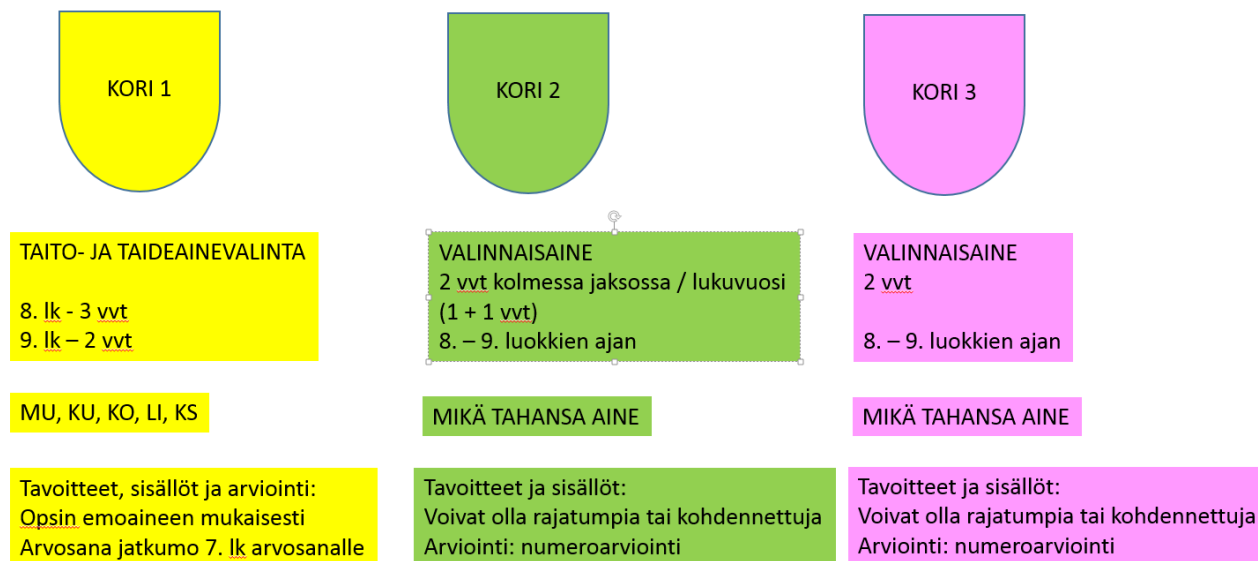 KORI 1
KORI 2
KORI 3
TAITO- JA TAIDEAINEVALINTA
8. lk - 3 vvt
9. lk – 2 vvt
VALINNAISAINE
2 vvt kolmessa jaksossa / lukuvuosi
(1 + 1 vvt)
8. – 9. luokkien ajan
VALINNAISAINE
2 vvt
8. – 9. luokkien ajan
MU, KU, KO, LI, KS
MIKÄ TAHANSA AINE
MIKÄ TAHANSA AINE
Tavoitteet, sisällöt ja arviointi:
Opsin emoaineen mukaisesti
Arvosana jatkumo 7. lk arvosanalle
Tavoitteet ja sisällöt:
Voivat olla rajatumpia tai kohdennettuja
Arviointi: numeroarviointi
Tavoitteet ja sisällöt:
Voivat olla rajatumpia tai kohdennettuja
Arviointi: numeroarviointi